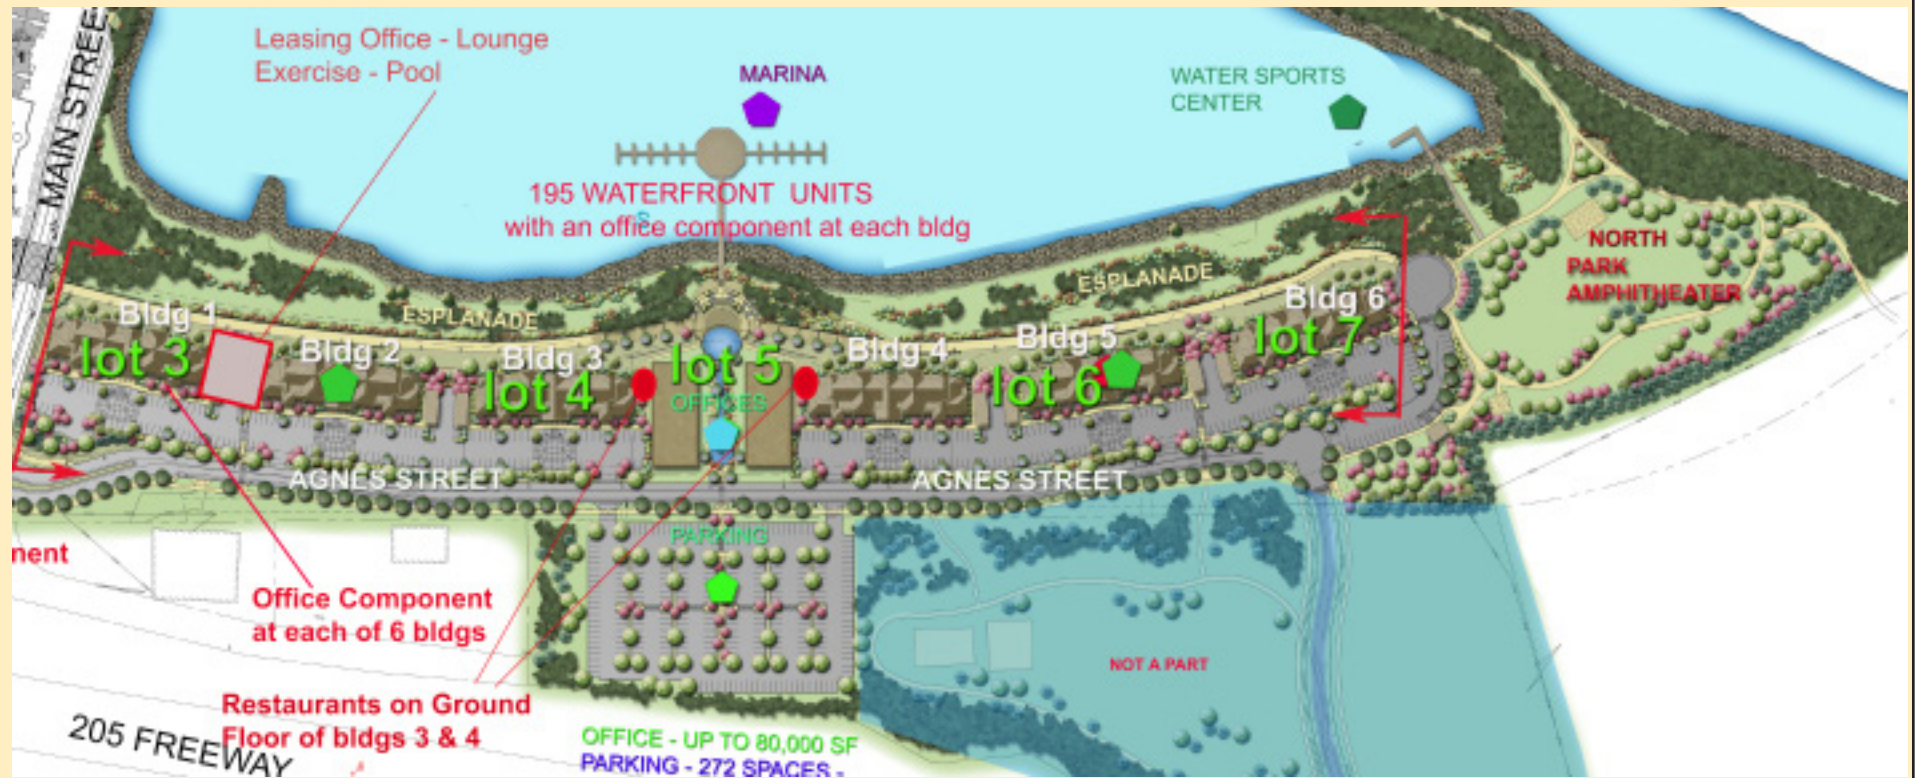 MAIN STREE
Leasing Office - Lounge
Exercise - Pool
MARINA
WATER SPORTS
CENTER
195 WATERFRONT UNITS
S
with an office component at each bldg
NORTH
PARK
AMPHITHEATER
ESPLANADE
ESPLANADE
Bldg 1
lot 3
Bldg 2
Bldg 3
lot 4
lot 5
OFFICES
Bldg 4
Bldg 5
lot 6
Bldg 6
lot 7
AGNES STREET
AGNES STREET
PARKING
nent
Office Component
at each of 6 bldgs
NOT A PART
Restaurants on Ground
Floor of bldgs 3 & 4
205 FREEWAY
OFFICE - UP TO 80,000 SF
PARKING - 272 SPACES -